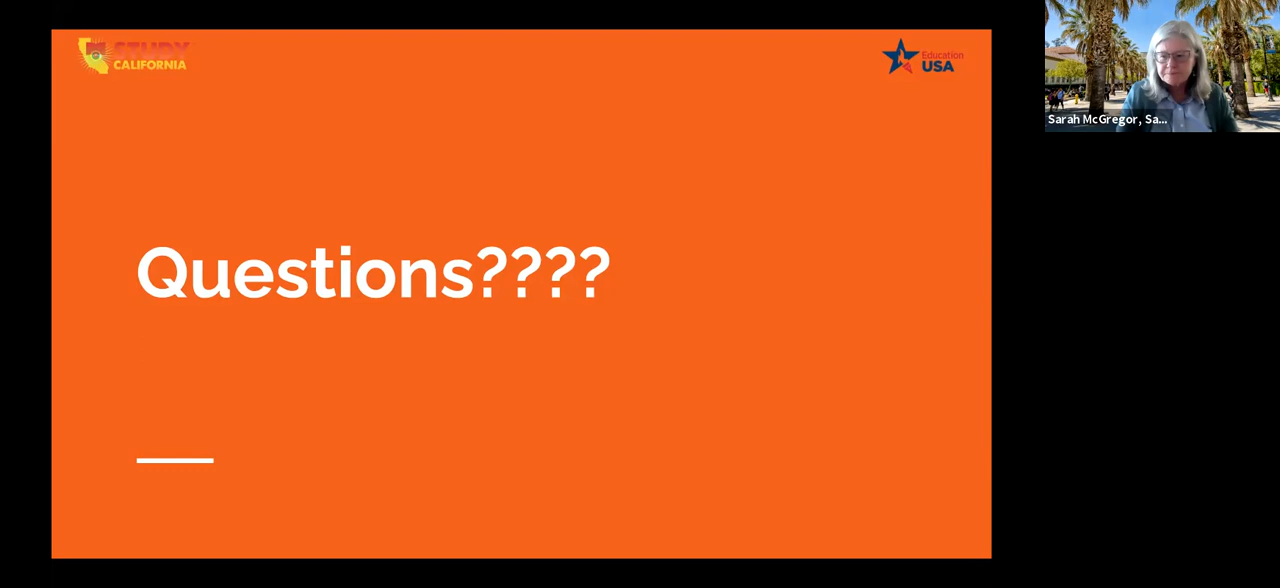 STUDY
CALIFORNIA
Education
USA
Sarah McGregor, Sa...
Questions????